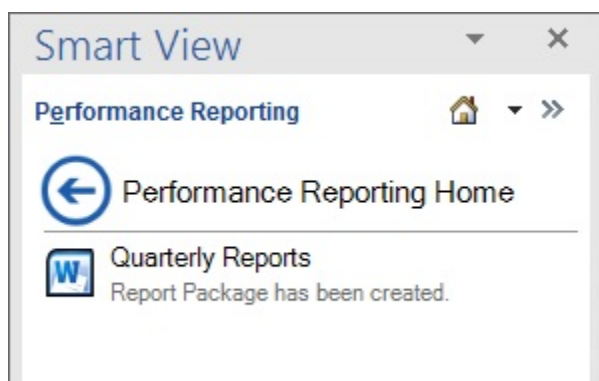 Smart View
Performance Reporting
Performance Reporting Home
Quarterly Reports
W
Report Package has been created.